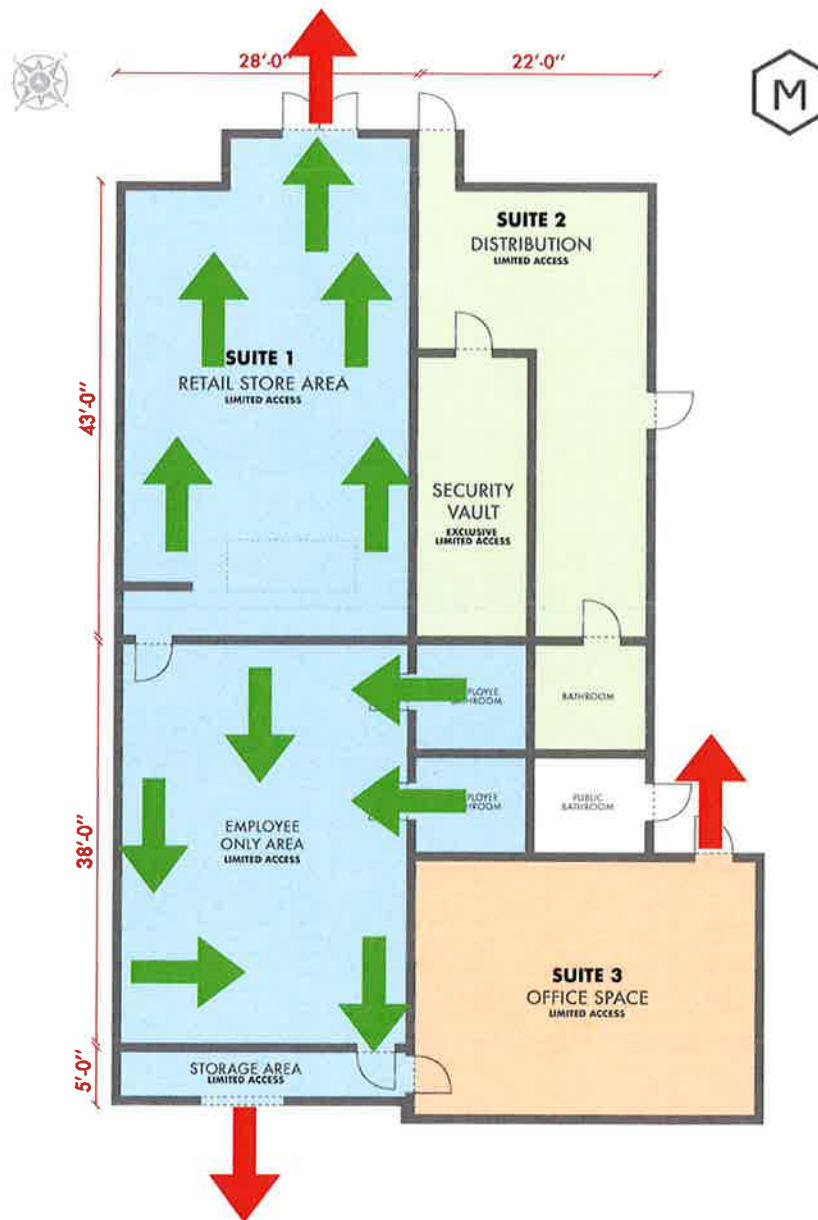 28'-0"
22'-0"
M
SUITE 2
DISTRIBUTION
LIMITED ACCESS
SUITE 1
RETAIL STORE AREA
LIMITED ACCESS
43'-0"
SECURITY
VAULT
EXCLUSIVE
LIMITED ACCESS
BATHROOM
BATHROOM
PUBLIC
BATHROOM
EMPLOYEE
ONLY AREA
LIMITED ACCESS
38'-0"
SUITE 3
OFFICE SPACE
LIMITED ACCESS
STORAGE AREA
LIMITED ACCESS
5'-0"